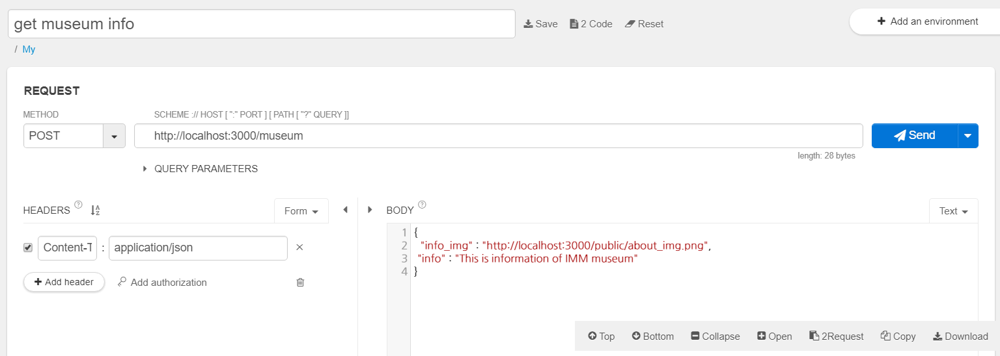 get museum info
Save 2 Code Reset
Add an environment
/ My
REQUEST
METHOD
SCHEME :// HOST [ ":" PORT ] [ PATH [ "?" QUERY ]]
POST
http://localhost:3000/museum
Send
length: 28 bytes
QUERY PARAMETERS
HEADERS ? A Z
Form
BODY ?
Text
Content-T : application/json
Add header
Add authorization
1 {
2 "info_img" : "http://localhost:3000/public/about_img.png",
3 "info" : "This is information of IMM museum"
4 }
Top Bottom Collapse Open 2Request Copy Download